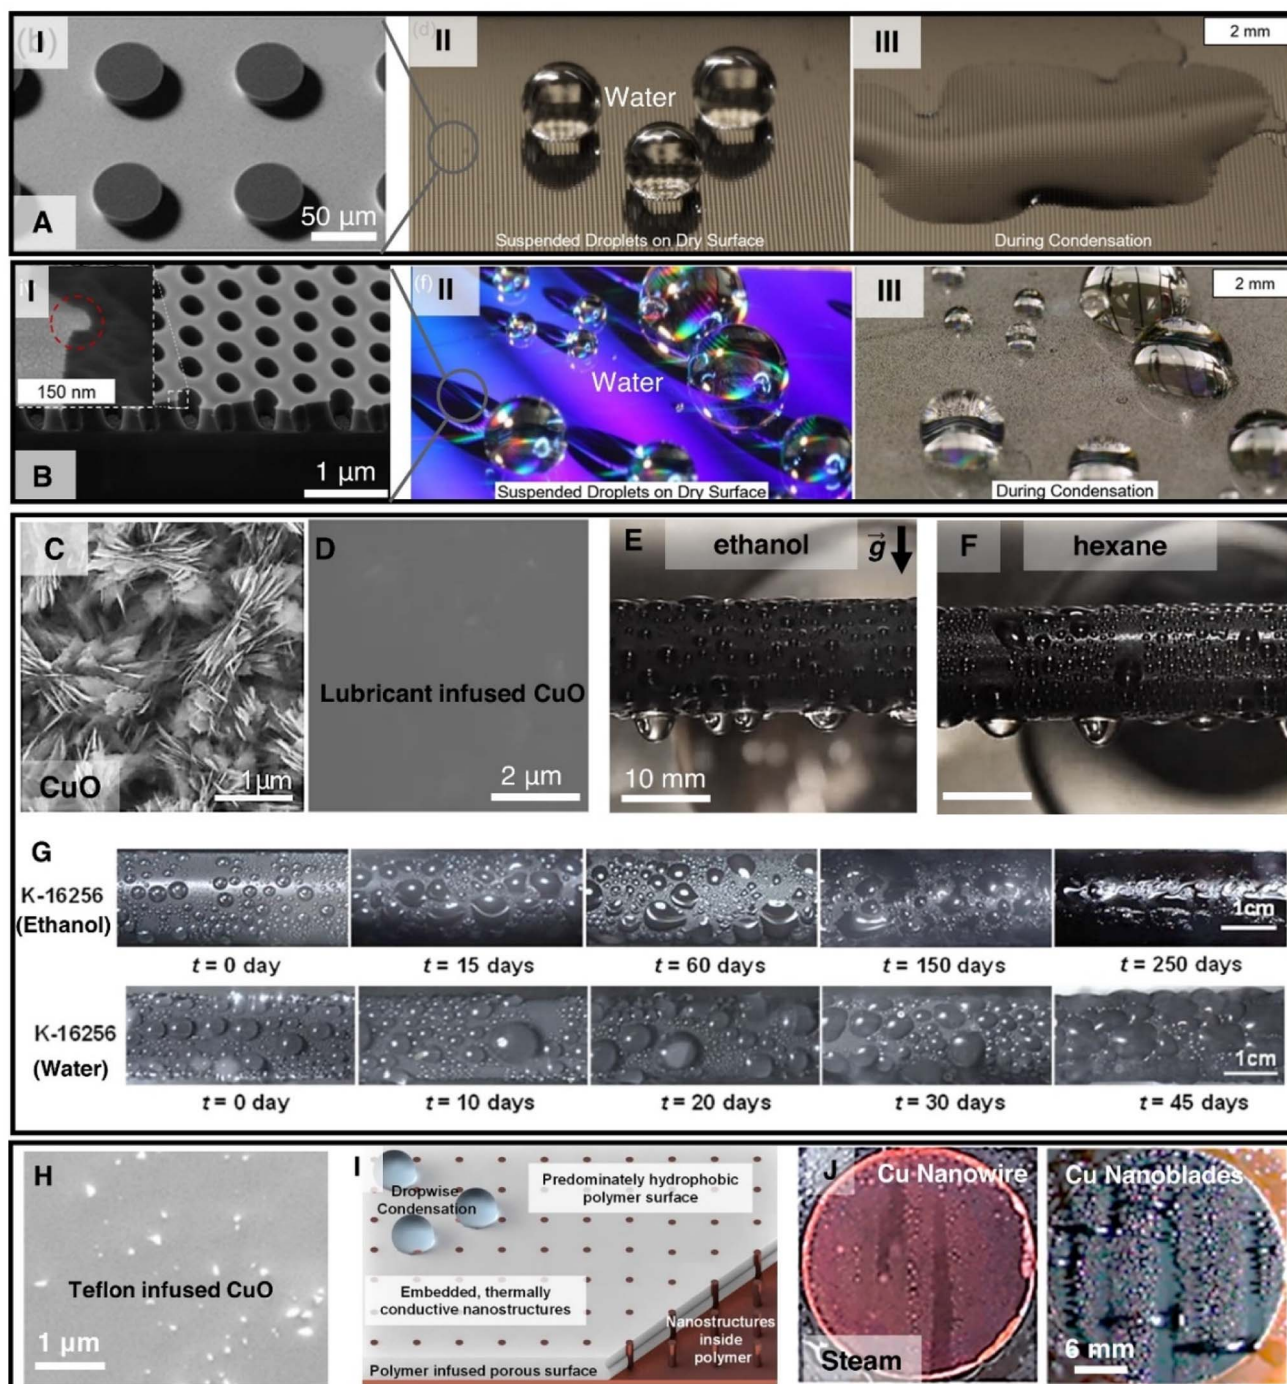 (b)
I
A
50 µm
(d)
II
Water
Suspended Droplets on Dry Surface
III
2 mm
During Condensation
I
150 nm
B
1 µm
(f)
II
Water
Suspended Droplets on Dry Surface
III
2 mm
During Condensation
C
CuO
1µm
D
Lubricant infused CuO
2 µm
E
ethanol
g
10 mm
F
hexane
G
K-16256
(Ethanol)
t = 0 day
t = 15 days
t = 60 days
t = 150 days
t = 250 days
1cm
K-16256
(Water)
t = 0 day
t = 10 days
t = 20 days
t = 30 days
t = 45 days
1cm
H
Teflon infused CuO
1 µm
I
Dropwise
Condensation
Predominately hydrophobic
polymer surface
Embedded, thermally
conductive nanostructures
Nanostructures
inside
polymer
Polymer infused porous surface
J
Cu Nanowire
Steam
Cu Nanoblades
6 mm